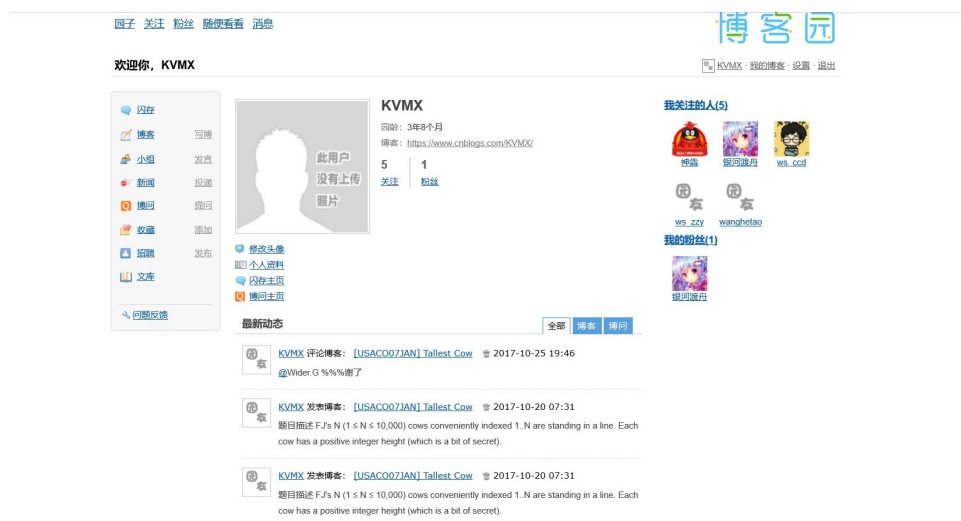 园子 关注 粉丝 随便看看 消息
博客园
欢迎你，KVMX
KVMX · 我的博客 · 设置 · 退出
闪存
博客 写博
小组 发言
新闻 投递
博问 提问
收藏 添加
招聘 发布
文库
问题反馈
此用户
没有上传
照片
KVMX
园龄：3年8个月
博客：https://www.cnblogs.com/KVMX/
5 1
关注 粉丝
修改头像
个人资料
闪存主页
博问主页
最新动态
全部 博客 博问
园友
KVMX 评论博客： [USACO07JAN] Tallest Cow 2017-10-25 19:46
@Wider.G %%%谢了
园友
KVMX 发表博客： [USACO07JAN] Tallest Cow 2017-10-20 07:31
题目描述 FJ's N (1 ≤ N ≤ 10,000) cows conveniently indexed 1..N are standing in a line. Each
cow has a positive integer height (which is a bit of secret).
园友
KVMX 发表博客： [USACO07JAN] Tallest Cow 2017-10-20 07:31
题目描述 FJ's N (1 ≤ N ≤ 10,000) cows conveniently indexed 1..N are standing in a line. Each
cow has a positive integer height (which is a bit of secret).
我关注的人(5)
神犇 银河渡舟 ws_ccd
园友 园友
ws_zzy wanghetao
我的粉丝(1)
银河渡舟